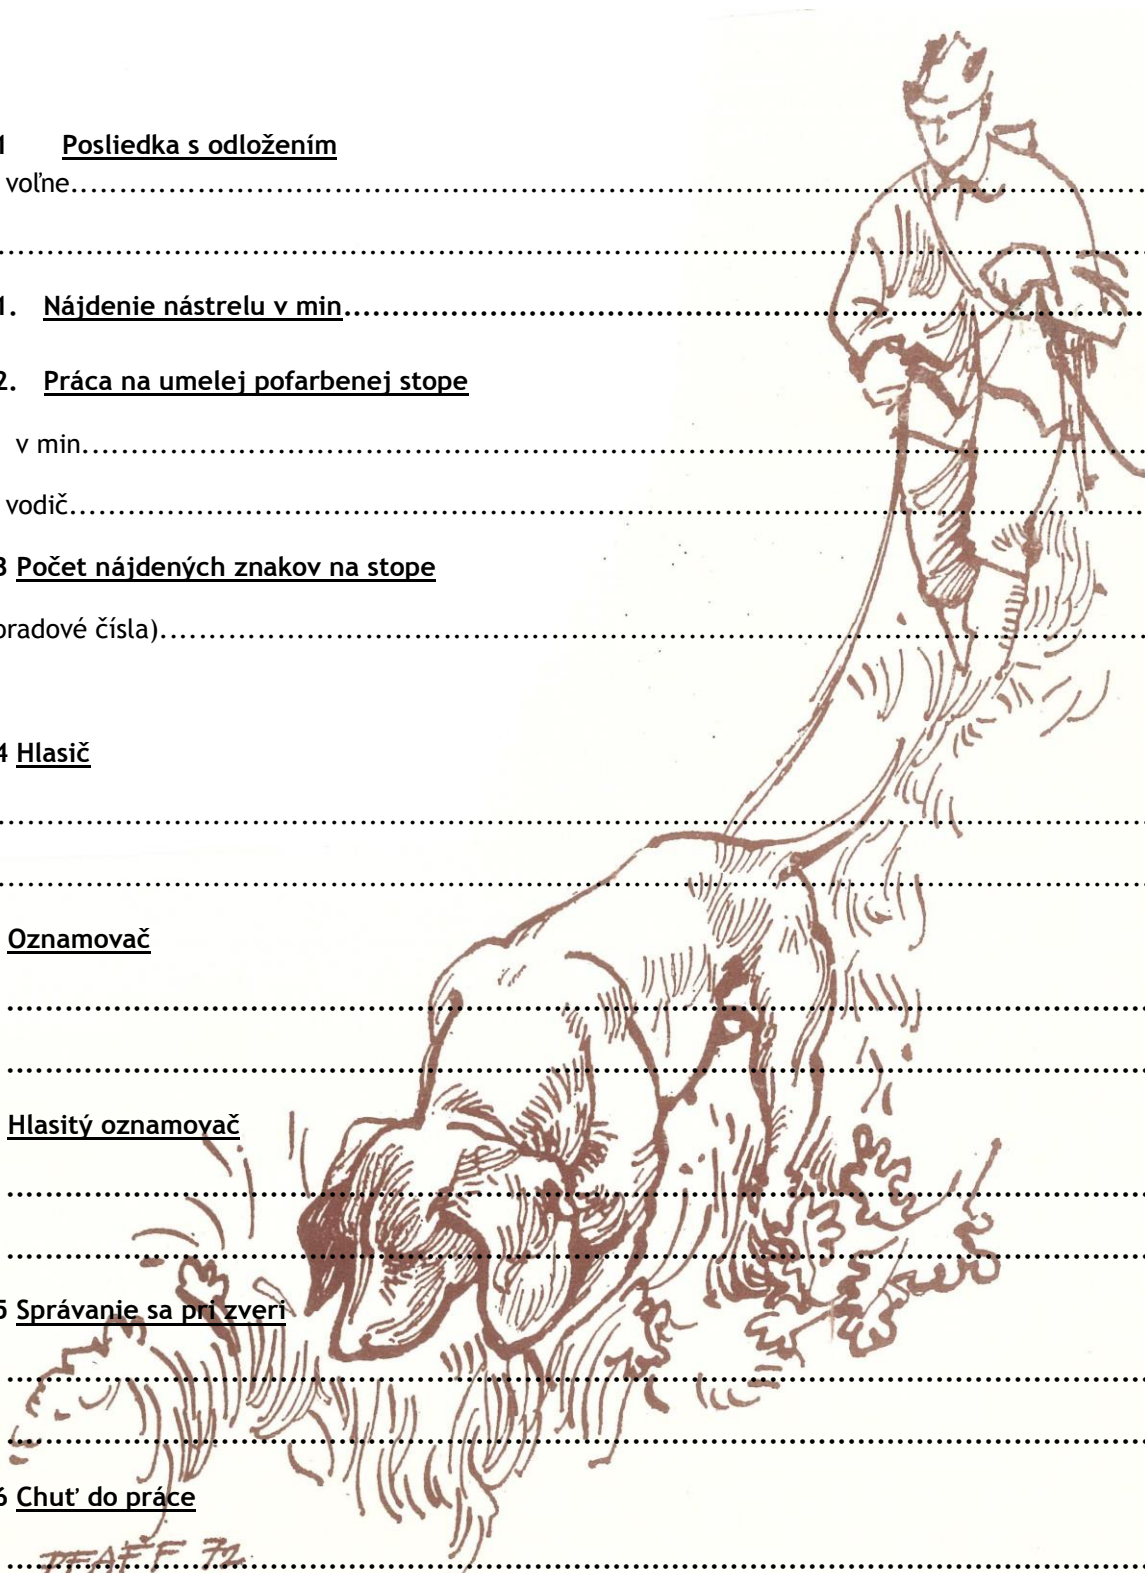 1 Posliedka s odložením
voľne......................................................................................................
......................................................................................................
1. Nájdenie nástrelu v min......................................................................................................
2. Práca na umelej pofarbenej stope
v min......................................................................................................
vodič......................................................................................................
3 Počet nájdených znakov na stope
oradové čísla)......................................................................................................
4 Hlasič
......................................................................................................
......................................................................................................
Oznamovač
......................................................................................................
......................................................................................................
Hlasitý oznamovač
......................................................................................................
......................................................................................................
5 Správanie sa pri zveri
......................................................................................................
......................................................................................................
6 Chuť do práce
......................................................................................................
PFAFF 72